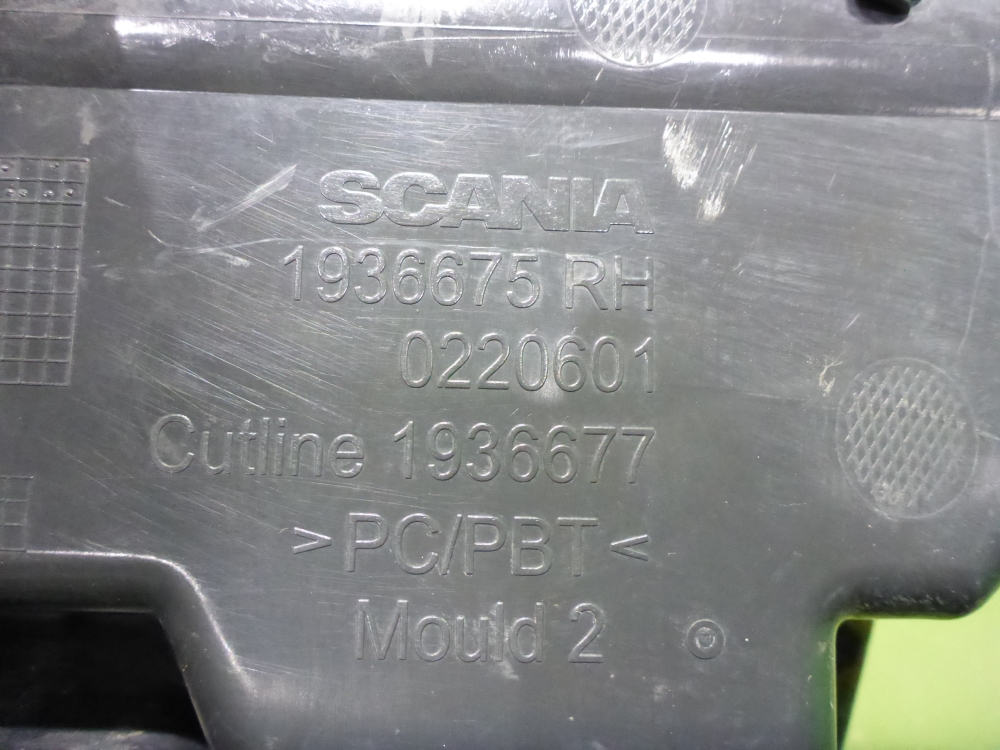 SCANIA
1936675 RH
0220601
Cutline 1936677
>PC/PBT<
Mould 2